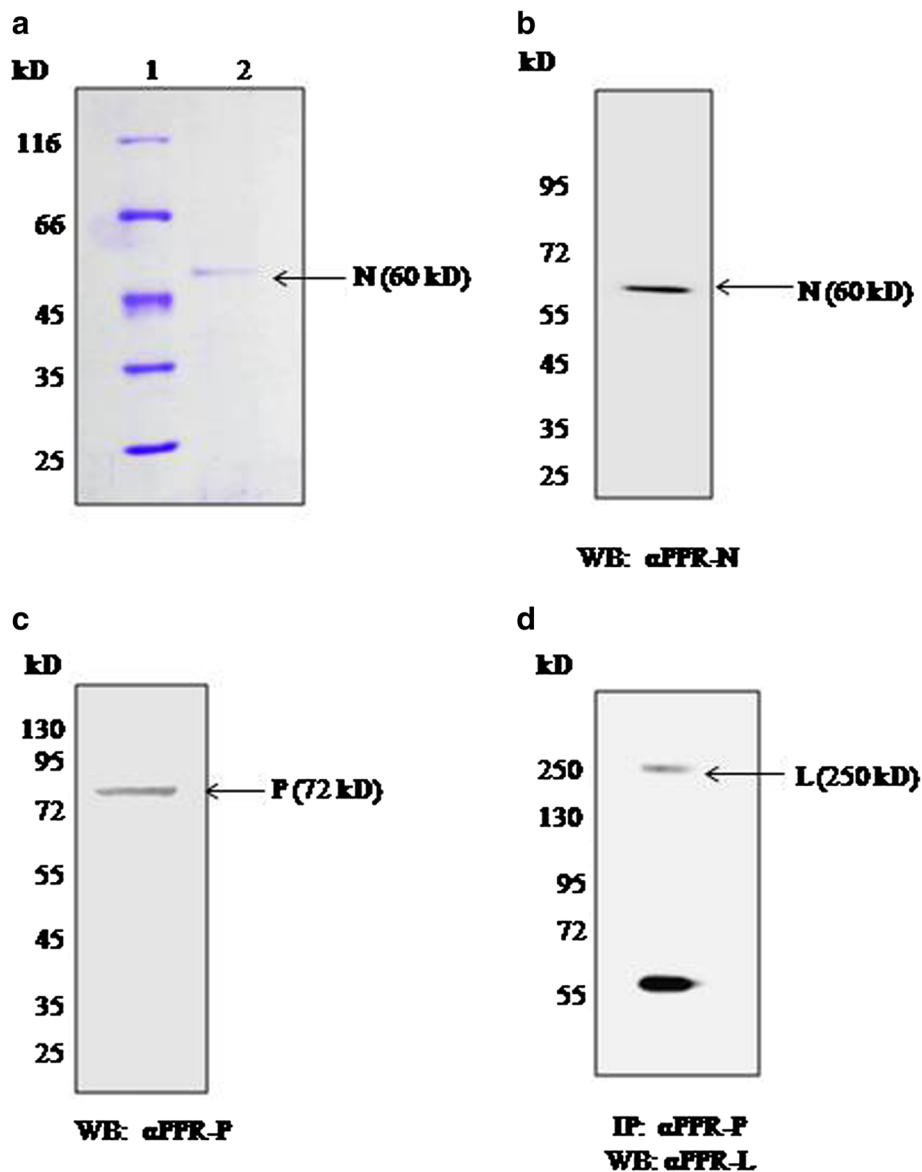 a
kD 1 2
116
66
45
35
25
N (60 kD)
b
kD
95
72
55
45
35
25
N (60 kD)
WB: αPPR-N
c
kD
130
95
72
55
45
35
25
P (72 kD)
WB: αPPR-P
d
kD
250
130
95
72
55
L (250 kD)
IP: αPPR-P
WB: αPPR-L